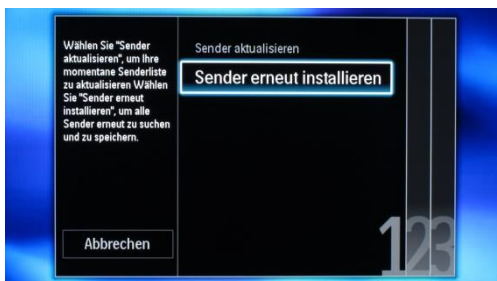 Wählen Sie "Sender
aktualisieren", um Ihre
momentane Senderliste
zu aktualisieren Wählen
Sie "Sender erneut
installieren", um alle
Sender erneut zu suchen
und zu speichern.
Abbrechen
Sender aktualisieren
Sender erneut installieren
123